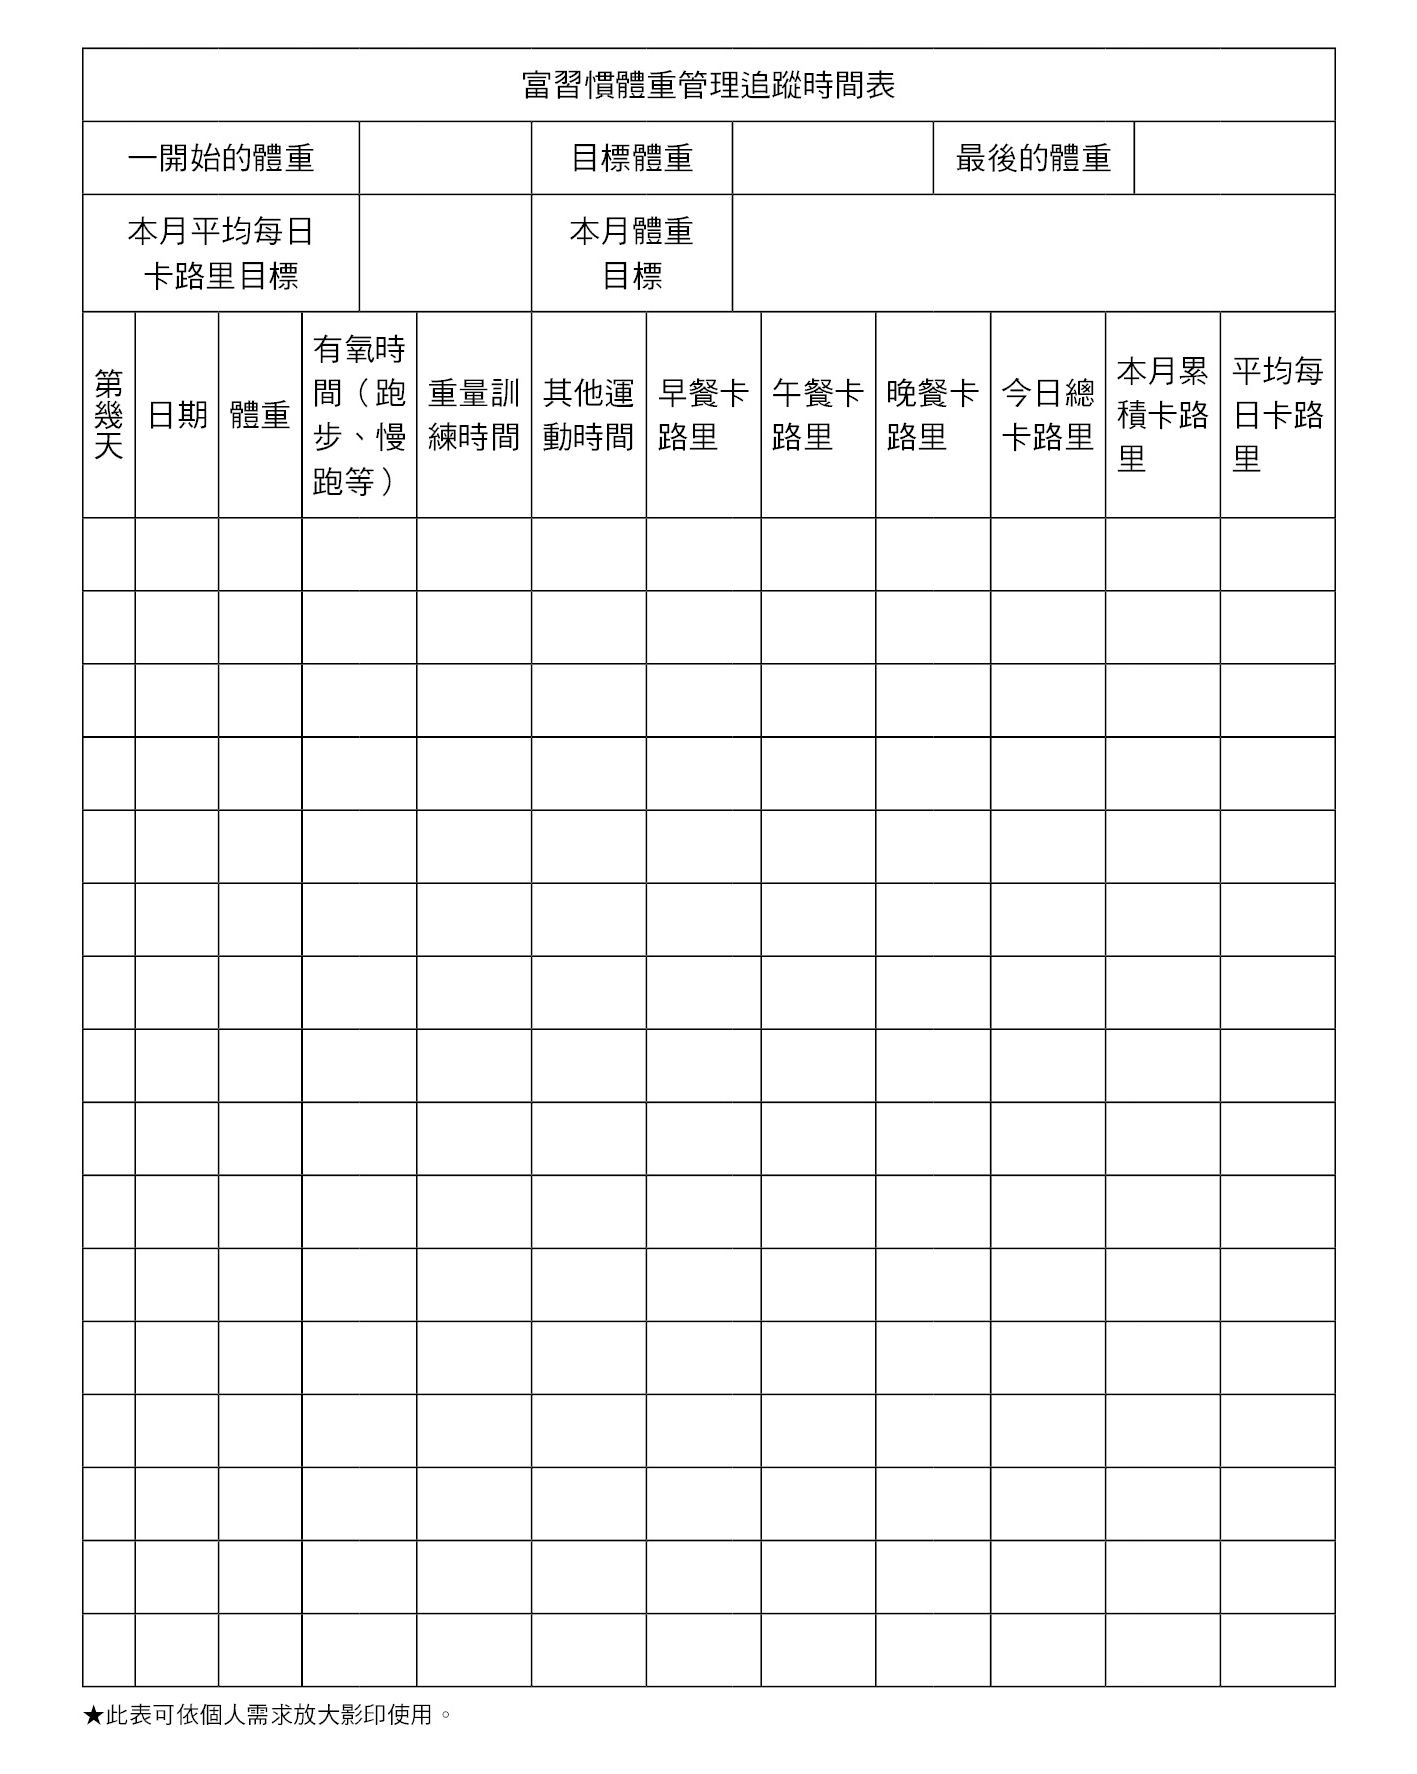 富習慣體重管理追蹤時間表
一開始的體重
目標體重
最後的體重
本月平均每日
卡路里目標
本月體重
目標
第幾天
日期
體重
有氧時
間（跑
步、慢
跑等）
重量訓
練時間
其他運
動時間
早餐卡
路里
午餐卡
路里
晚餐卡
路里
今日總
卡路里
本月累
積卡路
里
平均每
日卡路
里
★此表可依個人需求放大影印使用。